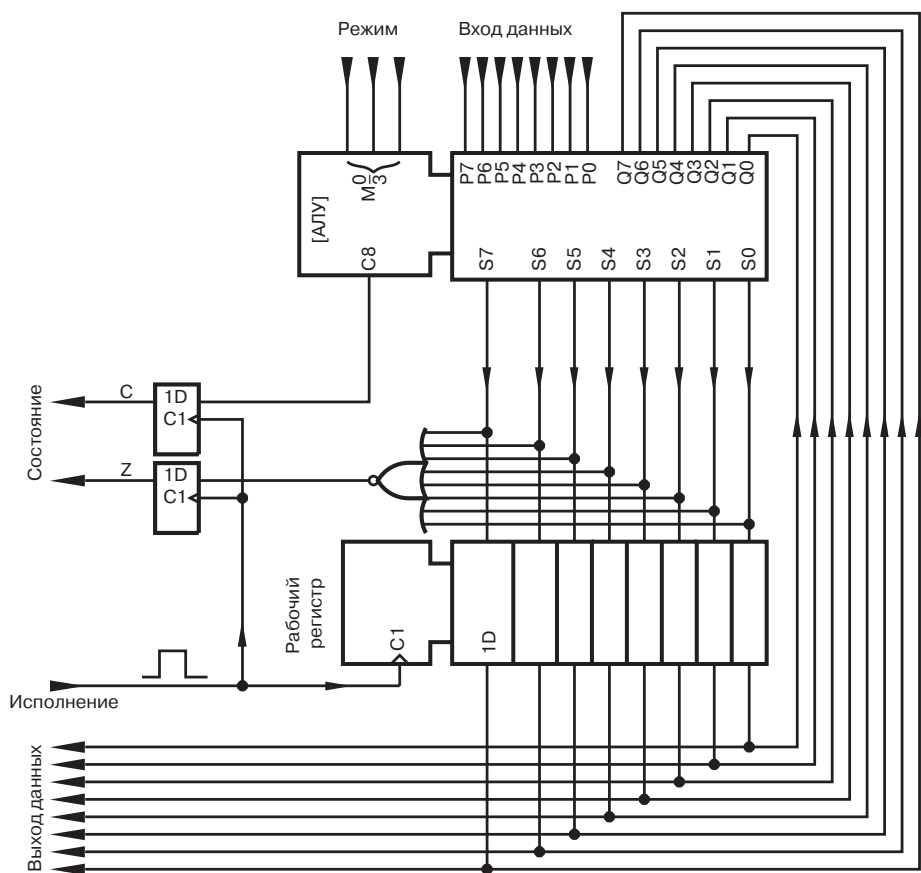 Режим
Вход данных
P7 P6 P5 P4 P3 P2 P1 P0
Q7 Q6 Q5 Q4 Q3 Q2 Q1 Q0
M 0 3
[АЛУ]
C8
S7 S6 S5 S4 S3 S2 S1 S0
Состояние
C
1D
C1
Z
1D
C1
Рабочий
регистр
C1
1D
Исполнение
Выход данных